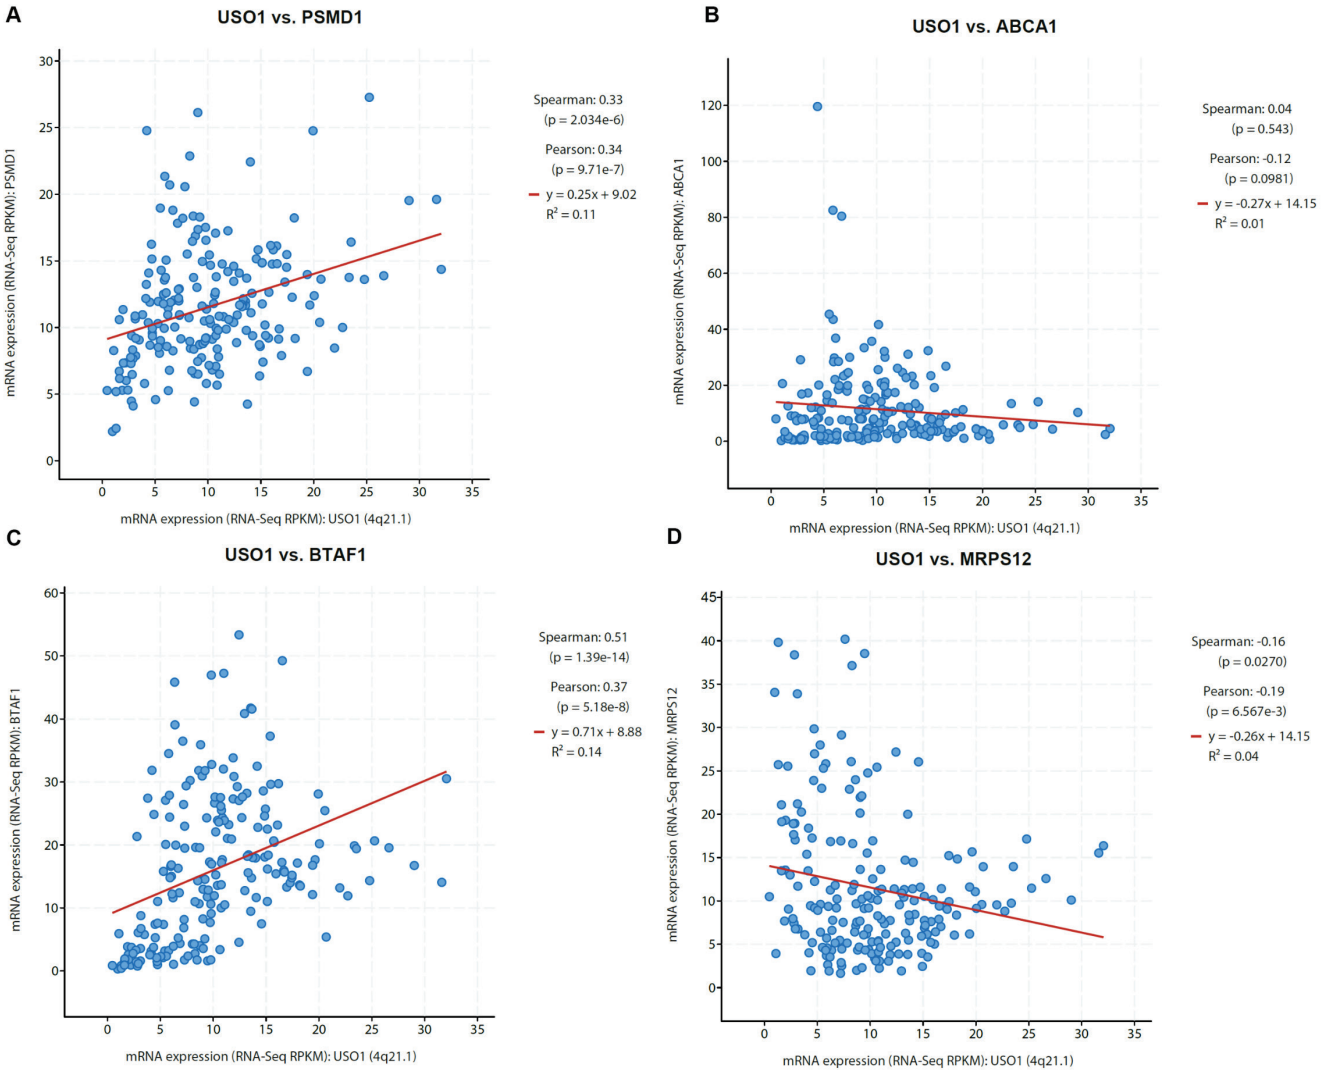 A
USO1 vs. PSMD1
mRNA expression (RNA-Seq RPKM): PSMD1
30
25
20
15
10
5
0
0 5 10 15 20 25 30 35
mRNA expression (RNA-Seq RPKM): USO1 (4q21.1)
Spearman: 0.33
(p = 2.034e-6)
Pearson: 0.34
(p = 9.71e-7)
y = 0.25x + 9.02
R² = 0.11
B
USO1 vs. ABCA1
mRNA expression (RNA-Seq RPKM): ABCA1
120
100
80
60
40
20
0
0 5 10 15 20 25 30 35
mRNA expression (RNA-Seq RPKM): USO1 (4q21.1)
Spearman: 0.04
(p = 0.543)
Pearson: -0.12
(p = 0.0981)
y = -0.27x + 14.15
R² = 0.01
C
USO1 vs. BTAF1
mRNA expression (RNA-Seq RPKM): BTAF1
60
50
40
30
20
10
0
0 5 10 15 20 25 30 35
mRNA expression (RNA-Seq RPKM): USO1 (4q21.1)
Spearman: 0.51
(p = 1.39e-14)
Pearson: 0.37
(p = 5.18e-8)
y = 0.71x + 8.88
R² = 0.14
D
USO1 vs. MRPS12
mRNA expression (RNA-Seq RPKM): MRPS12
45
40
35
30
25
20
15
10
5
0
0 5 10 15 20 25 30 35
mRNA expression (RNA-Seq RPKM): USO1 (4q21.1)
Spearman: -0.16
(p = 0.0270)
Pearson: -0.19
(p = 6.567e-3)
y = -0.26x + 14.15
R² = 0.04